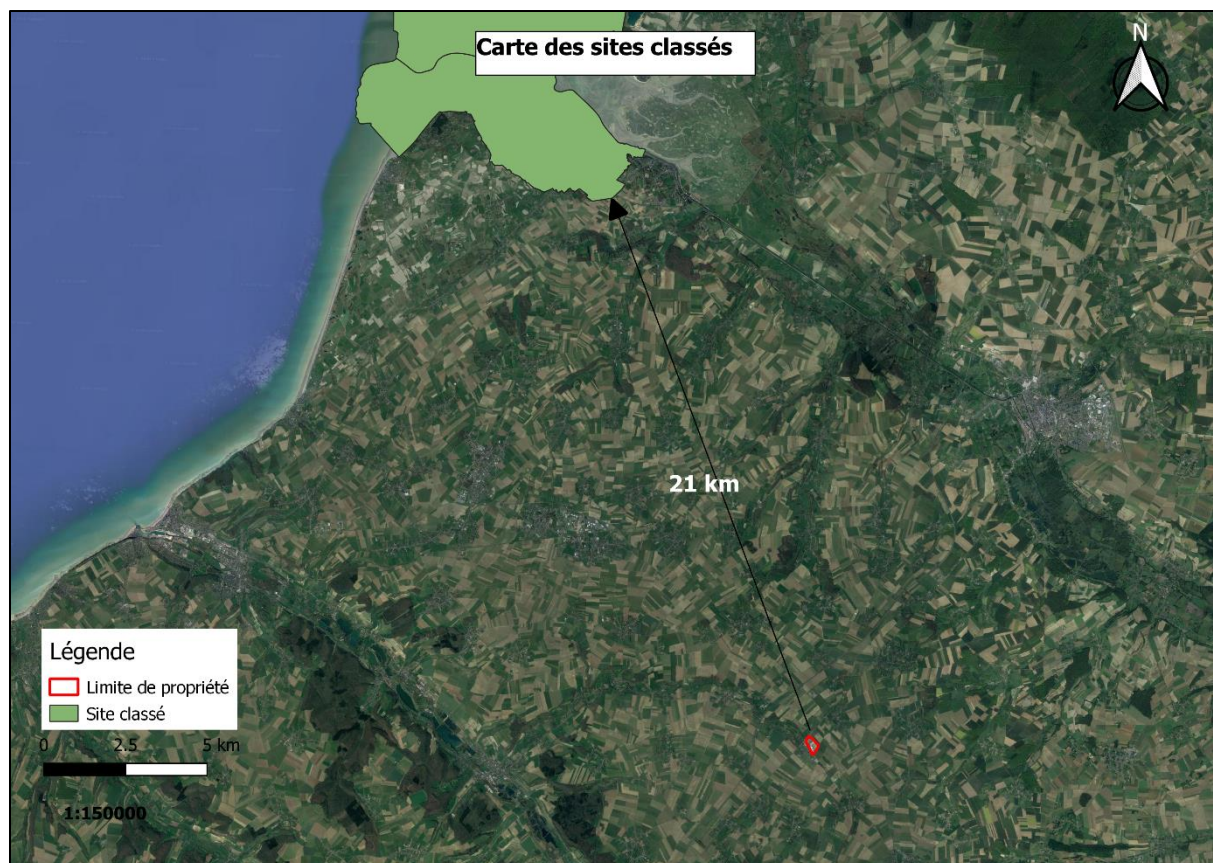 Carte des sites classés
N
21 km
Légende
Limite de propriété
Site classé
0 2.5 5 km
1:150000